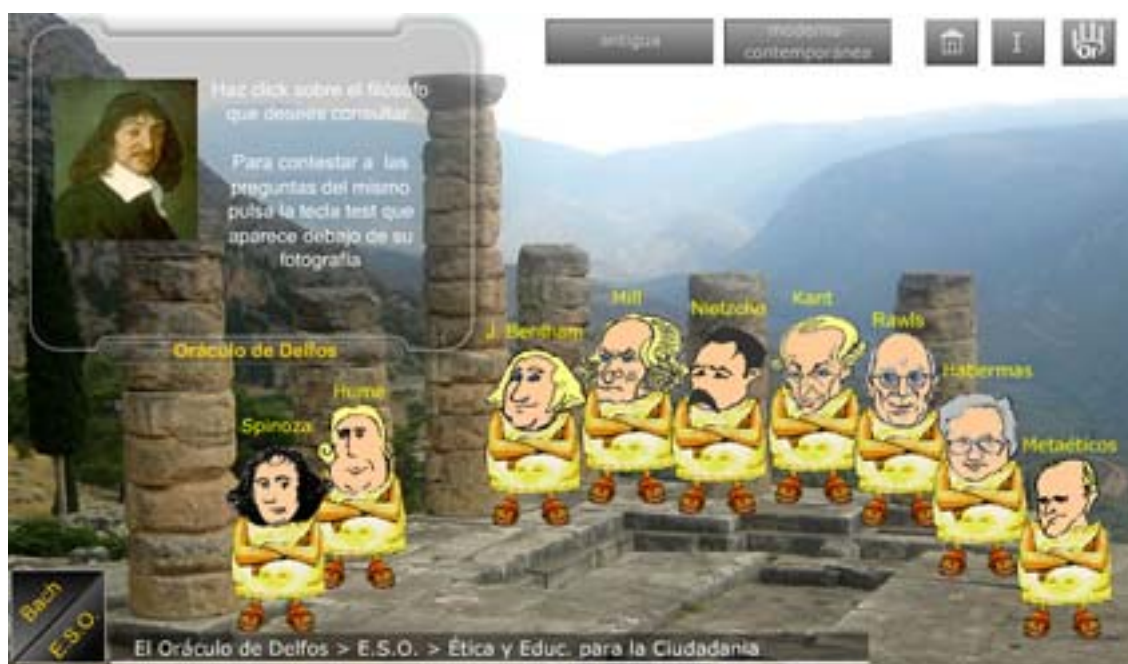 antigua
moderna-
contemporánea
I
Or
Haz click sobre el filósofo
que desees consultar.
Para contestar a las
preguntas del mismo
pulsa la tecla test que
aparece debajo de su
fotografía
Oráculo de Delfos
Spinoza
Hume
J. Bentham
Mill
Nietzche
Kant
Rawls
Habermas
Metaéticos
Bach
E.S.O.
El Oráculo de Delfos > E.S.O. > Ética y Educ. para la Ciudadania